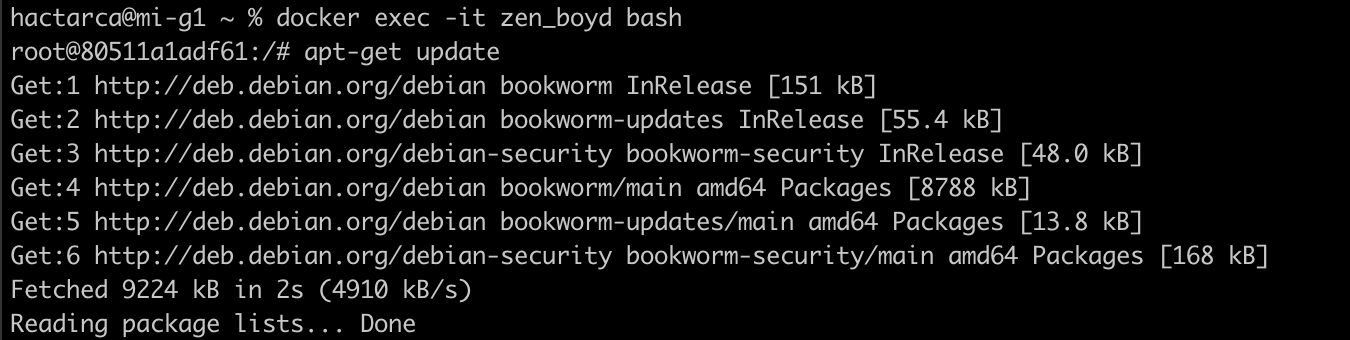 hactarca@mi-g1 ~ % docker exec -it zen_boyd bash
root@80511a1adf61:/# apt-get update
Get:1 http://deb.debian.org/debian bookworm InRelease [151 kB]
Get:2 http://deb.debian.org/debian bookworm-updates InRelease [55.4 kB]
Get:3 http://deb.debian.org/debian-security bookworm-security InRelease [48.0 kB]
Get:4 http://deb.debian.org/debian bookworm/main amd64 Packages [8788 kB]
Get:5 http://deb.debian.org/debian bookworm-updates/main amd64 Packages [13.8 kB]
Get:6 http://deb.debian.org/debian-security bookworm-security/main amd64 Packages [168 kB]
Fetched 9224 kB in 2s (4910 kB/s)
Reading package lists... Done